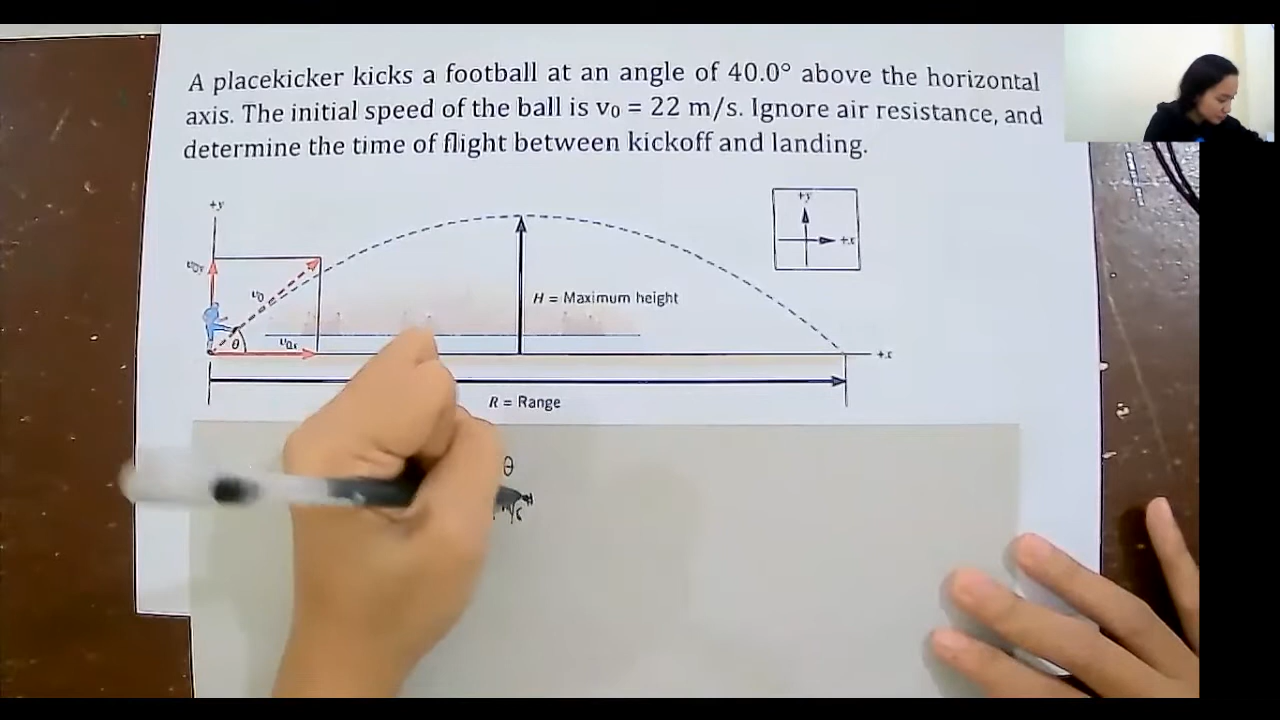 A placekicker kicks a football at an angle of 40.0° above the horizontal
axis. The initial speed of the ball is v₀ = 22 m/s. Ignore air resistance, and
determine the time of flight between kickoff and landing.
+y
+y
+x
v₀y
v₀
H = Maximum height
θ
v₀x
+x
R = Range
θ